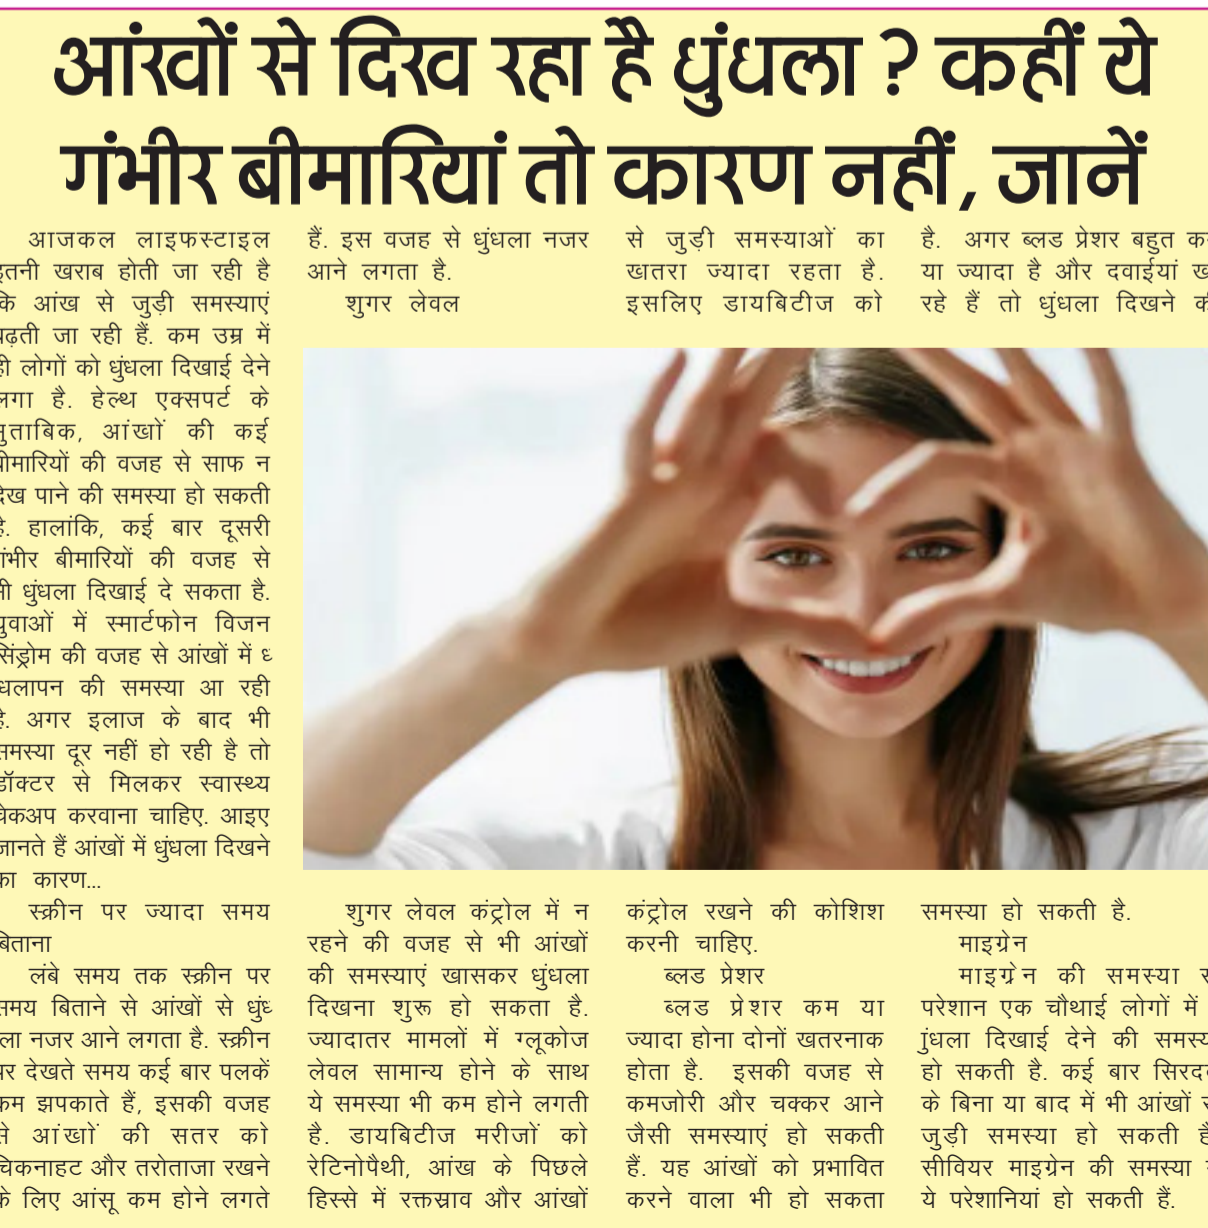 आंखों से दिख रहा है धुंधला ? कहीं ये
गंभीर बीमारियां तो कारण नहीं, जानें
आजकल लाइफस्टाइल
इतनी खराब होती जा रही है
कि आंख से जुड़ी समस्याएं
बढ़ती जा रही हैं. कम उम्र में
ही लोगों को धुंधला दिखाई देने
लगा है. हेल्थ एक्सपर्ट के
मुताबिक, आंखों की कई
बीमारियों की वजह से साफ न
देख पाने की समस्या हो सकती
है. हालांकि, कई बार दूसरी
गंभीर बीमारियों की वजह से
भी धुंधला दिखाई दे सकता है.
युवाओं में स्मार्टफोन विजन
सिंड्रोम की वजह से आंखों में ध
धलापन की समस्या आ रही
है. अगर इलाज के बाद भी
समस्या दूर नहीं हो रही है तो
डॉक्टर से मिलकर स्वास्थ्य
चेकअप करवाना चाहिए. आइए
जानते हैं आंखों में धुंधला दिखने
का कारण...
स्क्रीन पर ज्यादा समय
बिताना
लंबे समय तक स्क्रीन पर
समय बिताने से आंखों से धुंध
ला नजर आने लगता है. स्क्रीन
पर देखते समय कई बार पलकें
कम झपकाते हैं, इसकी वजह
से आंखों की सतर को
चिकनाहट और तरोताजा रखने
के लिए आंसू कम होने लगते
हैं. इस वजह से धुंधला नजर
आने लगता है.
शुगर लेवल
शुगर लेवल कंट्रोल में न
रहने की वजह से भी आंखों
की समस्याएं खासकर धुंधला
दिखना शुरू हो सकता है.
ज्यादातर मामलों में ग्लूकोज
लेवल सामान्य होने के साथ
ये समस्या भी कम होने लगती
है. डायबिटीज मरीजों को
रेटिनोपैथी, आंख के पिछले
हिस्से में रक्तस्राव और आंखों
से जुड़ी समस्याओं का
खतरा ज्यादा रहता है.
इसलिए डायबिटीज को
कंट्रोल रखने की कोशिश
करनी चाहिए.
ब्लड प्रेशर
ब्लड प्रेशर कम या
ज्यादा होना दोनों खतरनाक
होता है. इसकी वजह से
कमजोरी और चक्कर आने
जैसी समस्याएं हो सकती
हैं. यह आंखों को प्रभावित
करने वाला भी हो सकता
है. अगर ब्लड प्रेशर बहुत कम
या ज्यादा है और दवाईयां खा
रहे हैं तो धुंधला दिखने की
समस्या हो सकती है.
माइग्रेन
माइग्रेन की समस्या से
परेशान एक चौथाई लोगों में
ुंधला दिखाई देने की समस्या
हो सकती है. कई बार सिरदर्द
के बिना या बाद में भी आंखों से
जुड़ी समस्या हो सकती है
सीवियर माइग्रेन की समस्या में
ये परेशानियां हो सकती हैं.